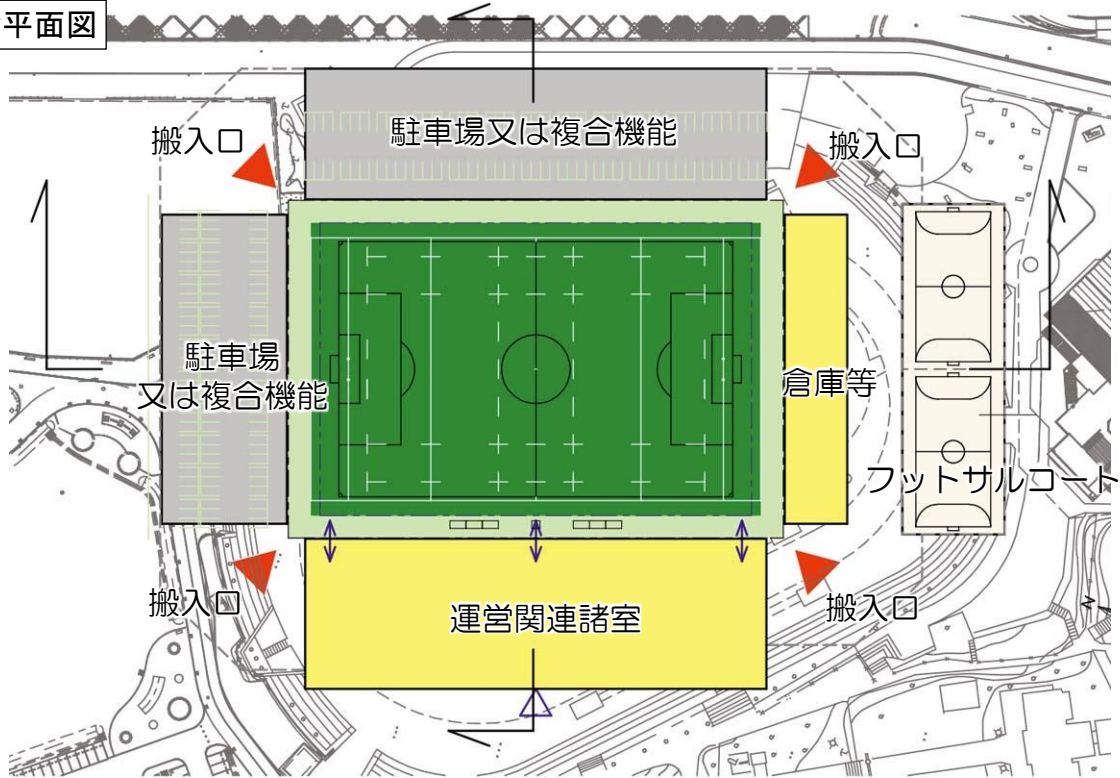 平面図
駐車場又は複合機能
搬入口
搬入口
駐車場
又は複合機能
倉庫等
フットサルコート
搬入口
搬入口
運営関連諸室